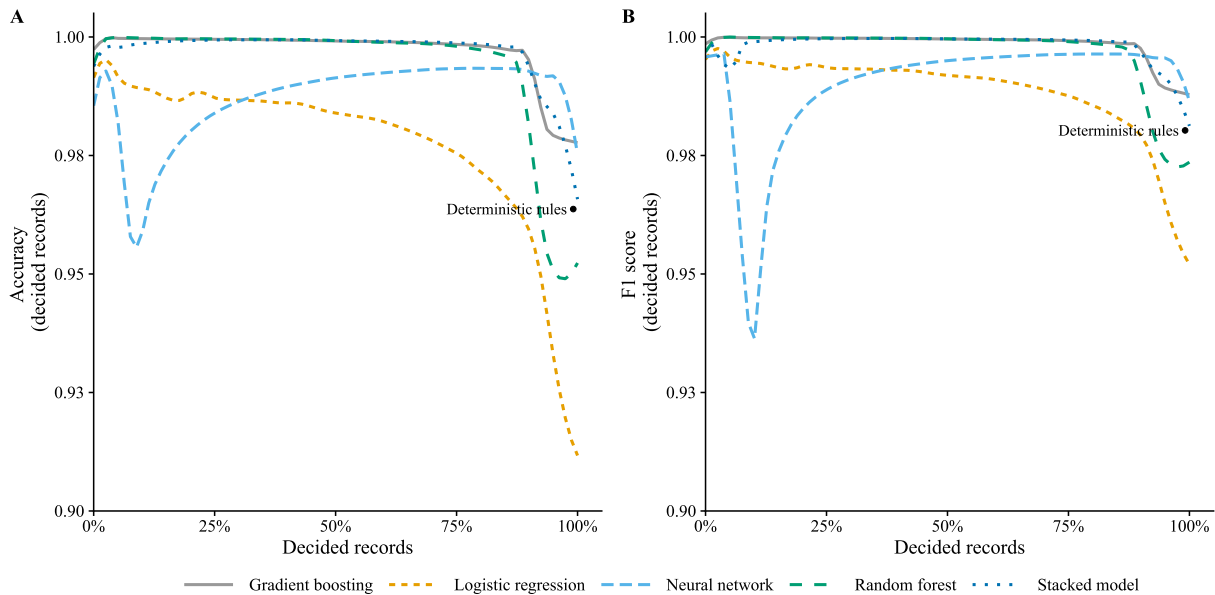 A
1.00
0.98
0.95
0.93
0.90
Accuracy
(decided records)
Deterministic rules
0%
25%
50%
75%
100%
Decided records
B
1.00
0.98
0.95
0.93
0.90
F1 score
(decided records)
Deterministic rules
0%
25%
50%
75%
100%
Decided records
Gradient boosting Logistic regression Neural network Random forest Stacked model